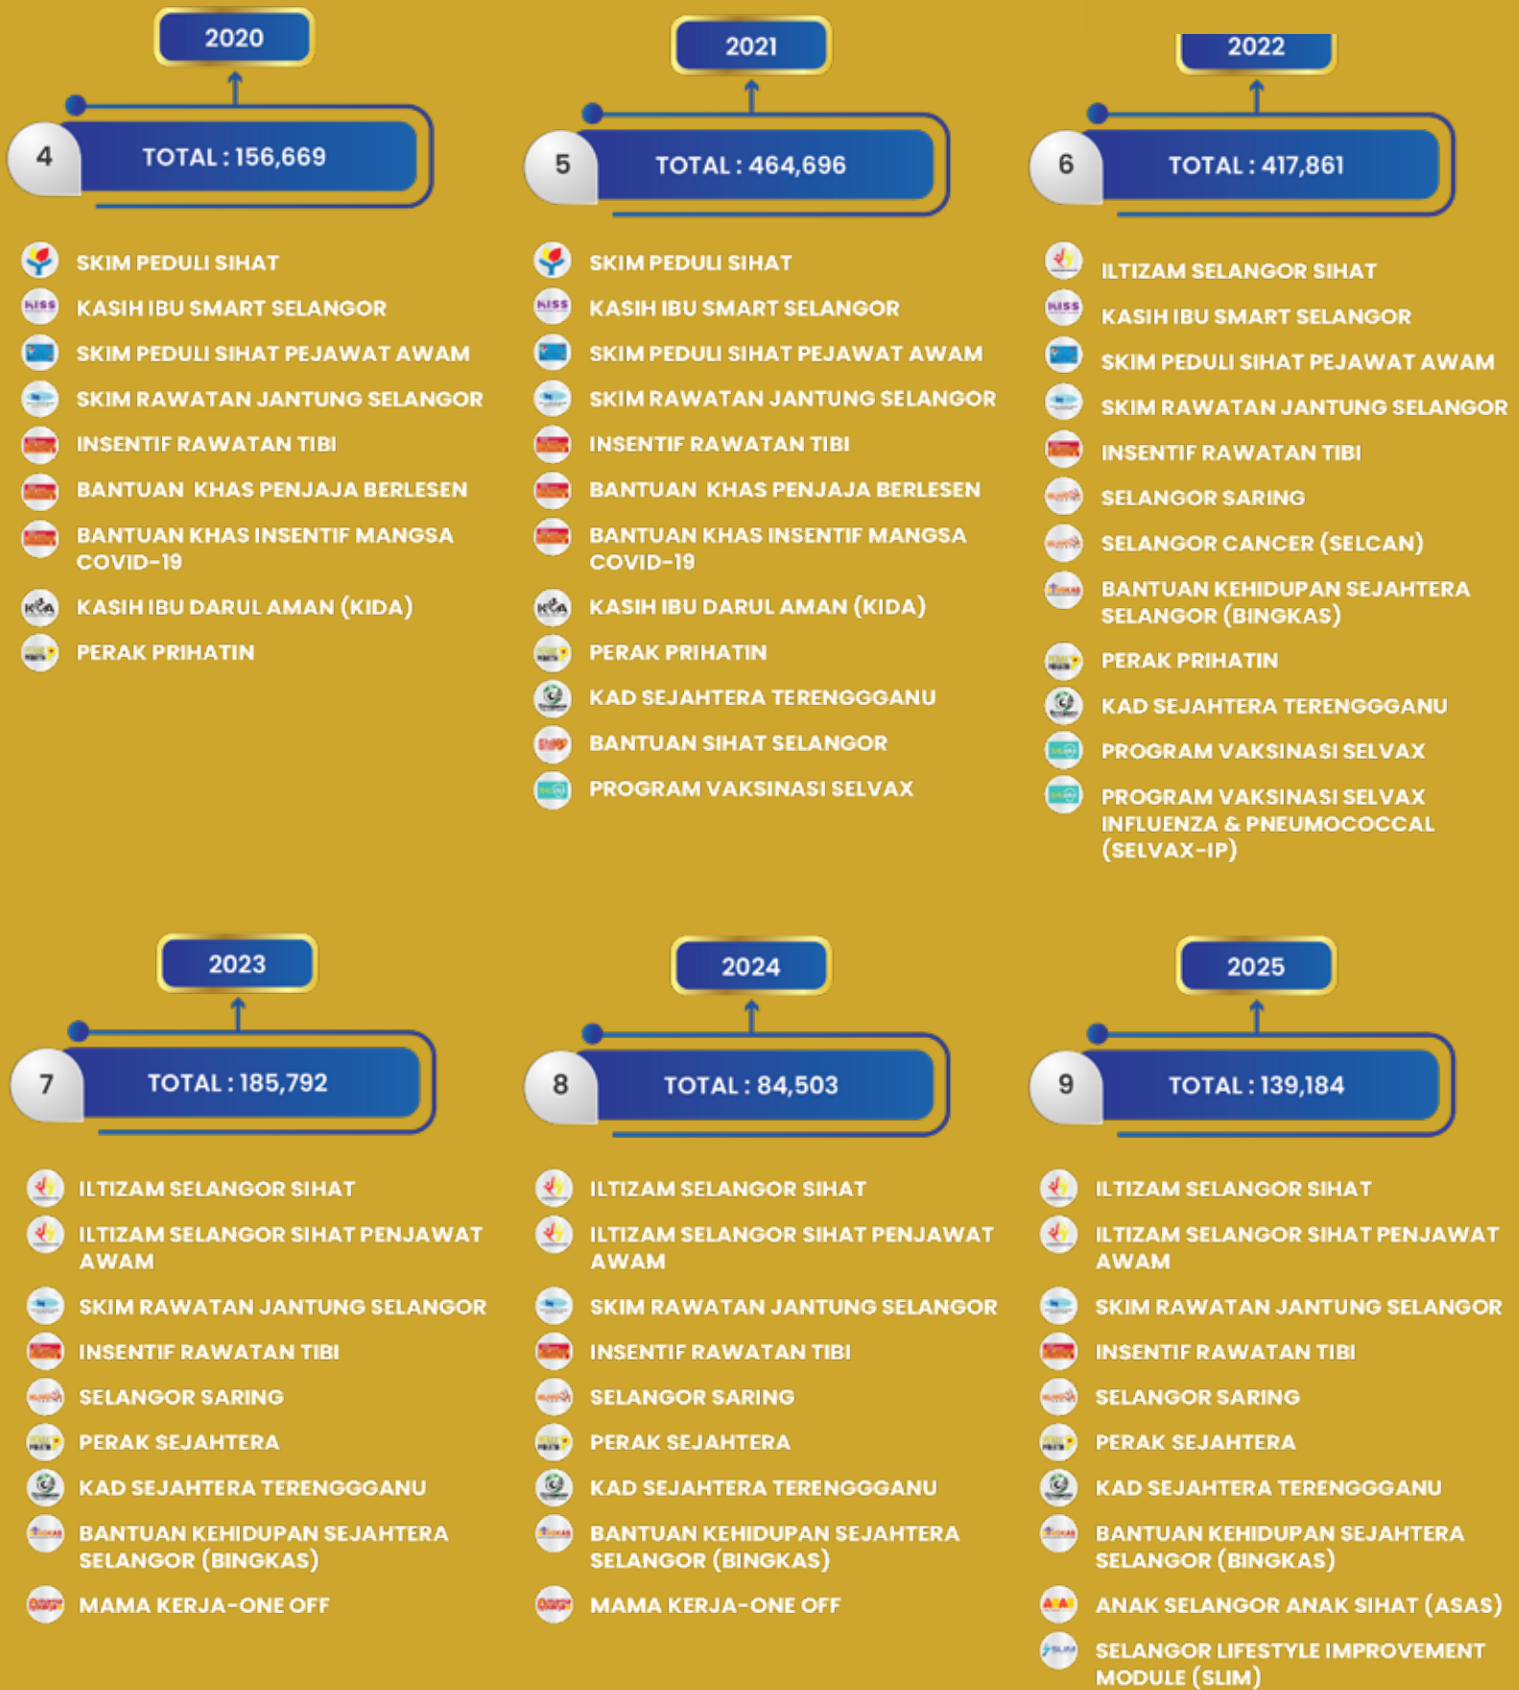 2020
4
TOTAL : 156,669
SKIM PEDULI SIHAT
KISS
KASIH IBU SMART SELANGOR
SKIM PEDULI SIHAT PEJAWAT AWAM
SKIM RAWATAN JANTUNG SELANGOR
INSENTIF RAWATAN TIBI
BANTUAN KHAS PENJAJA BERLESEN
BANTUAN KHAS INSENTIF MANGSA
COVID-19
KASIH IBU DARUL AMAN (KIDA)
PERAK PRIHATIN
2021
5
TOTAL : 464,696
SKIM PEDULI SIHAT
KISS
KASIH IBU SMART SELANGOR
SKIM PEDULI SIHAT PEJAWAT AWAM
SKIM RAWATAN JANTUNG SELANGOR
INSENTIF RAWATAN TIBI
BANTUAN KHAS PENJAJA BERLESEN
BANTUAN KHAS INSENTIF MANGSA
COVID-19
KASIH IBU DARUL AMAN (KIDA)
PERAK PRIHATIN
KAD SEJAHTERA TERENGGGANU
BANTUAN SIHAT SELANGOR
PROGRAM VAKSINASI SELVAX
2022
6
TOTAL : 417,861
ILTIZAM SELANGOR SIHAT
KISS
KASIH IBU SMART SELANGOR
SKIM PEDULI SIHAT PEJAWAT AWAM
SKIM RAWATAN JANTUNG SELANGOR
INSENTIF RAWATAN TIBI
SELANGOR SARING
SELANGOR CANCER (SELCAN)
BANTUAN KEHIDUPAN SEJAHTERA
SELANGOR (BINGKAS)
PERAK PRIHATIN
KAD SEJAHTERA TERENGGGANU
PROGRAM VAKSINASI SELVAX
PROGRAM VAKSINASI SELVAX
INFLUENZA & PNEUMOCOCCAL
(SELVAX-IP)
2023
7
TOTAL : 185,792
ILTIZAM SELANGOR SIHAT
ILTIZAM SELANGOR SIHAT PENJAWAT
AWAM
SKIM RAWATAN JANTUNG SELANGOR
INSENTIF RAWATAN TIBI
SELANGOR SARING
PERAK SEJAHTERA
KAD SEJAHTERA TERENGGGANU
BANTUAN KEHIDUPAN SEJAHTERA
SELANGOR (BINGKAS)
MAMA KERJA-ONE OFF
2024
8
TOTAL : 84,503
ILTIZAM SELANGOR SIHAT
ILTIZAM SELANGOR SIHAT PENJAWAT
AWAM
SKIM RAWATAN JANTUNG SELANGOR
INSENTIF RAWATAN TIBI
SELANGOR SARING
PERAK SEJAHTERA
KAD SEJAHTERA TERENGGGANU
BANTUAN KEHIDUPAN SEJAHTERA
SELANGOR (BINGKAS)
MAMA KERJA-ONE OFF
2025
9
TOTAL : 139,184
ILTIZAM SELANGOR SIHAT
ILTIZAM SELANGOR SIHAT PENJAWAT
AWAM
SKIM RAWATAN JANTUNG SELANGOR
INSENTIF RAWATAN TIBI
SELANGOR SARING
PERAK SEJAHTERA
KAD SEJAHTERA TERENGGGANU
BANTUAN KEHIDUPAN SEJAHTERA
SELANGOR (BINGKAS)
ANAK SELANGOR ANAK SIHAT (ASAS)
SELANGOR LIFESTYLE IMPROVEMENT
MODULE (SLIM)